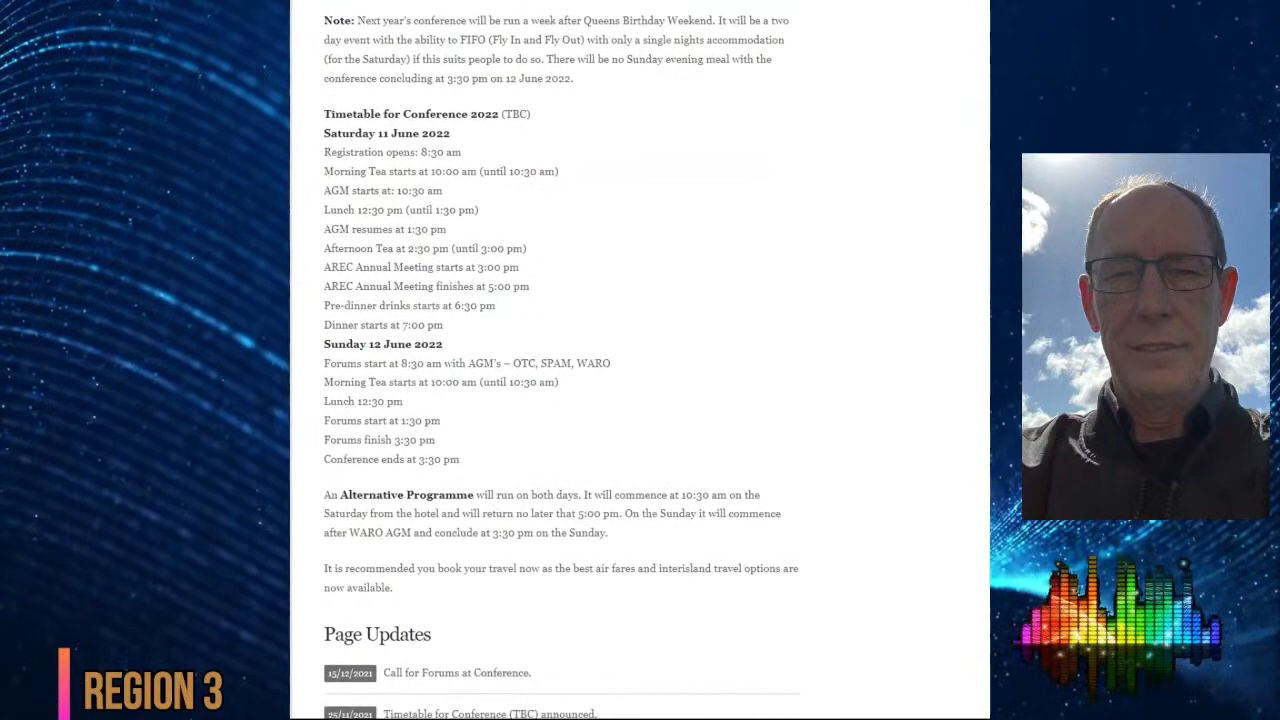 Note: Next year's conference will be run a week after Queens Birthday Weekend. It will be a two
day event with the ability to FIFO (Fly In and Fly Out) with only a single nights accommodation
(for the Saturday) if this suits people to do so. There will be no Sunday evening meal with the
conference concluding at 3:30 pm on 12 June 2022.
Timetable for Conference 2022 (TBC)
Saturday 11 June 2022
Registration opens: 8:30 am
Morning Tea starts at 10:00 am (until 10:30 am)
AGM starts at: 10:30 am
Lunch 12:30 pm (until 1:30 pm)
AGM resumes at 1:30 pm
Afternoon Tea at 2:30 pm (until 3:00 pm)
AREC Annual Meeting starts at 3:00 pm
AREC Annual Meeting finishes at 5:00 pm
Pre-dinner drinks starts at 6:30 pm
Dinner starts at 7:00 pm
Sunday 12 June 2022
Forums start at 8:30 am with AGM's – OTC, SPAM, WARO
Morning Tea starts at 10:00 am (until 10:30 am)
Lunch 12:30 pm
Forums start at 1:30 pm
Forums finish 3:30 pm
Conference ends at 3:30 pm
An Alternative Programme will run on both days. It will commence at 10:30 am on the
Saturday from the hotel and will return no later that 5:00 pm. On the Sunday it will commence
after WARO AGM and conclude at 3:30 pm on the Sunday.
It is recommended you book your travel now as the best air fares and interisland travel options are
now available.
Page Updates
15/12/2021 Call for Forums at Conference.
25/11/2021 Timetable for Conference (TBC) announced.
REGION 3